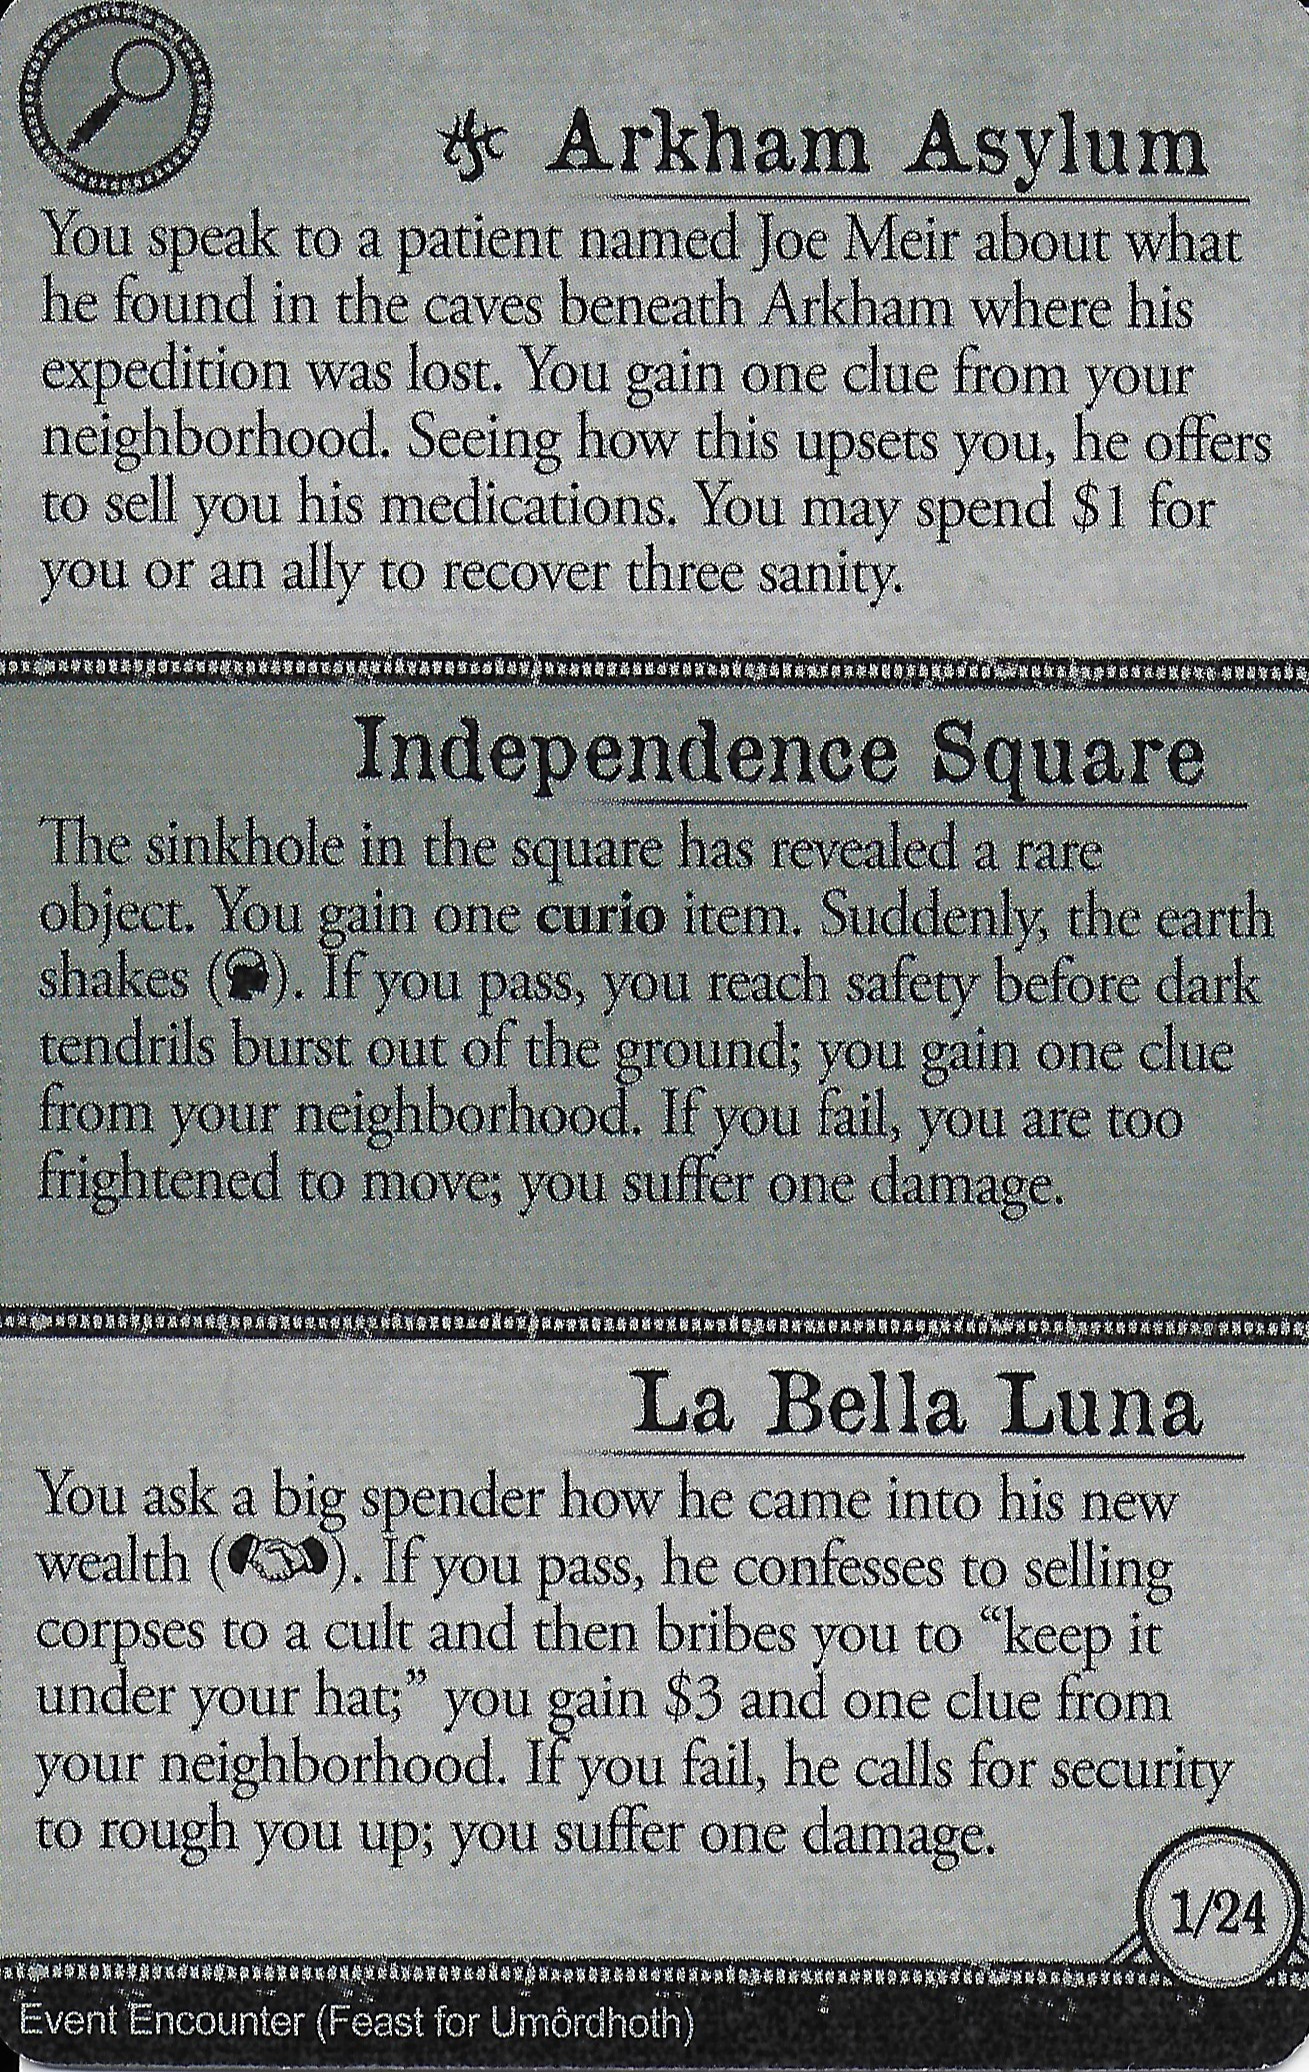 Arkham Asylum
You speak to a patient named Joe Meir about what
he found in the caves beneath Arkham where his
expedition was lost. You gain one clue from your
neighborhood. Seeing how this upsets you, he offers
to sell you his medications. You may spend $1 for
you or an ally to recover three sanity.
Independence Square
The sinkhole in the square has revealed a rare
object. You gain one curio item. Suddenly, the earth
shakes (). If you pass, you reach safety before dark
tendrils burst out of the ground; you gain one clue
from your neighborhood. If you fail, you are too
frightened to move; you suffer one damage.
La Bella Luna
You ask a big spender how he came into his new
wealth (). If you pass, he confesses to selling
corpses to a cult and then bribes you to “keep it
under your hat;” you gain $3 and one clue from
your neighborhood. If you fail, he calls for security
to rough you up; you suffer one damage.
1/24
Event Encounter (Feast for Umôrdhoth)